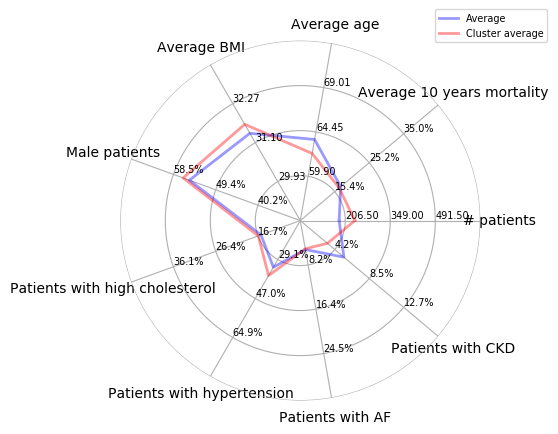 Average
Cluster average
Average age
Average BMI
69.01
Average 10 years mortality
32.27
35.0%
64.45
31.10
Male patients
25.2%
58.5%
59.90
29.93
49.4%
15.4%
40.2%
206.50
349.00
491.50
# patients
16.7%
26.4%
4.2%
36.1%
29.1%
8.2%
8.5%
Patients with high cholesterol
47.0%
16.4%
12.7%
64.9%
24.5%
Patients with CKD
Patients with hypertension
Patients with AF